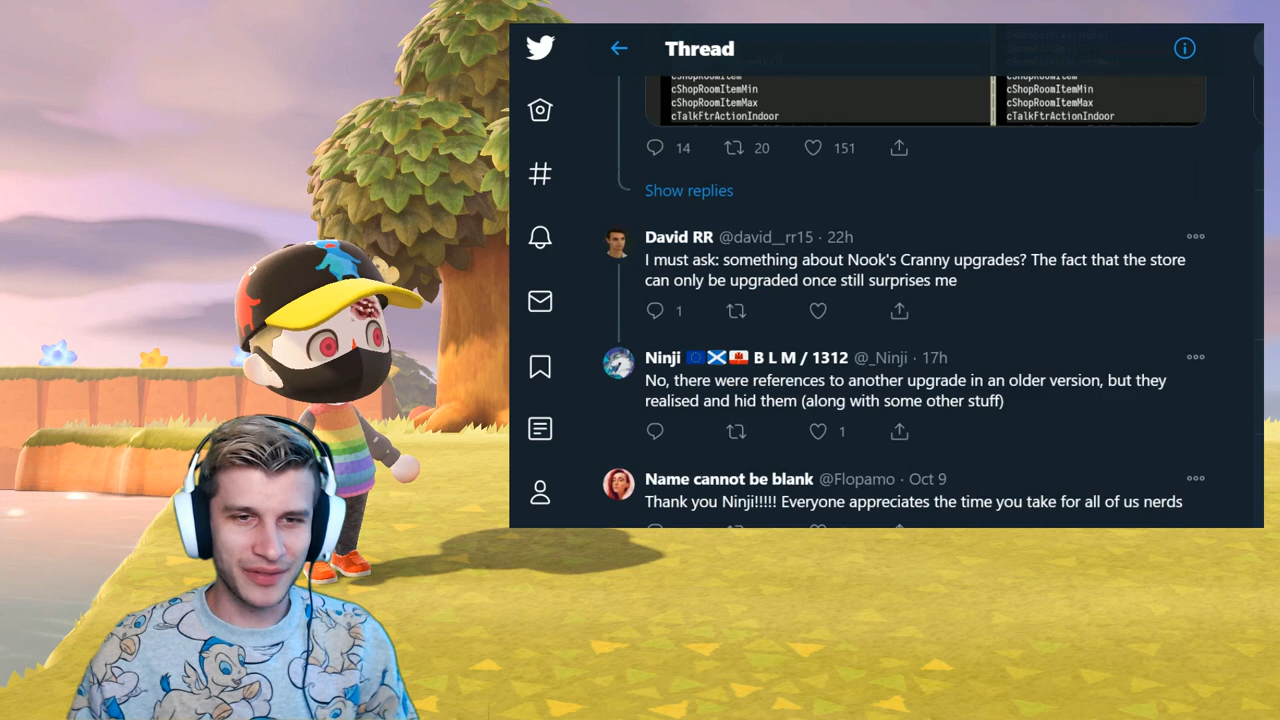 Thread
cShopRoomItem
cShopRoomItem
cShopRoomItemMin
cShopRoomItemMin
cShopRoomItemMax
cShopRoomItemMax
cTalkFtrActionIndoor
cTalkFtrActionIndoor
14 20 151
Show replies
David RR @david__rr15 · 22h
I must ask: something about Nook's Cranny upgrades? The fact that the store
can only be upgraded once still surprises me
1
Ninji 🇪🇺🏴󠁧󠁢󠁳󠁣󠁴󠁿🇬🇮 B L M / 1312 @_Ninji · 17h
No, there were references to another upgrade in an older version, but they
realised and hid them (along with some other stuff)
1
Name cannot be blank @Flopamo · Oct 9
Thank you Ninji!!!!! Everyone appreciates the time you take for all of us nerds